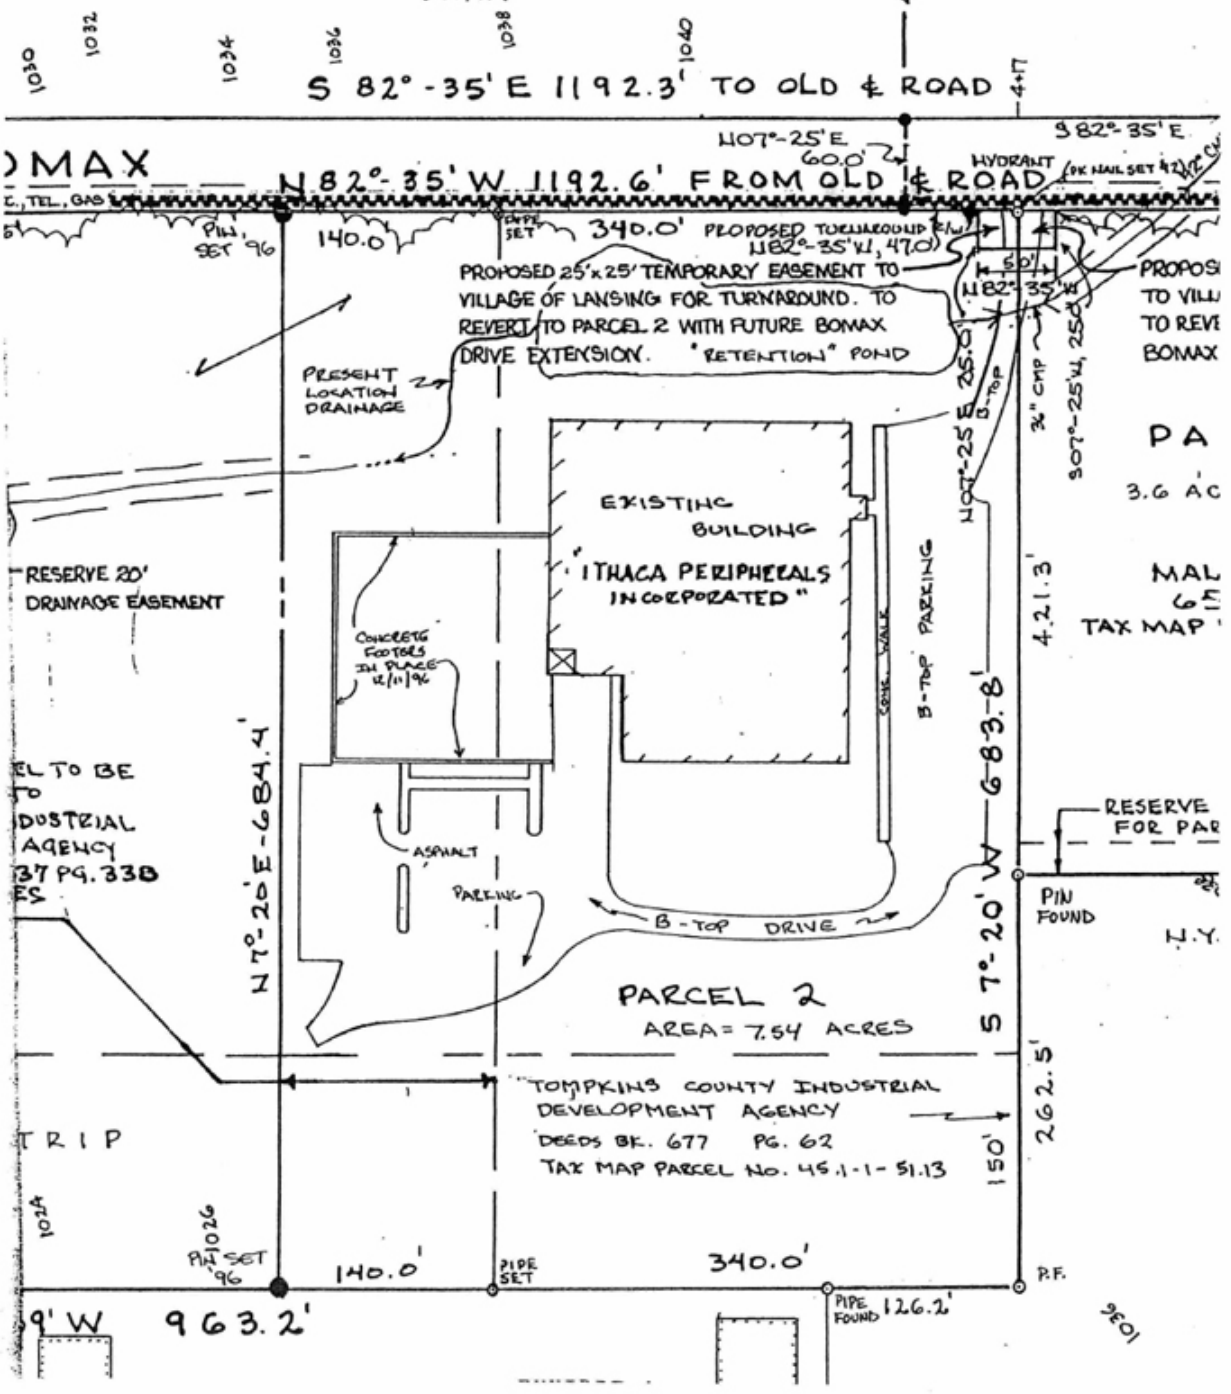 1030
1032
1034
1036
1038
1040
S 82°-35' E 1192.3' TO OLD ℄ ROAD
4+17
N07°-25'E
60.0'
S 82°-35' E
OMAX
HYDRANT
(PK NAIL SET
N 82°-35' W 1192.6' FROM OLD ℄ ROAD
C., TEL., GAS
PIN SET '96
140.0'
PIPE SET
340.0'
PROPOSED TURNAROUND (R/W)
N82°-35'W, 47.0'
PROPOSED 25'x25' TEMPORARY EASEMENT TO
VILLAGE OF LANSING FOR TURNAROUND. TO
REVERT TO PARCEL 2 WITH FUTURE BOMAX
DRIVE EXTENSION.
"RETENTION" POND
50'
N82°-35'W
PROPOS
TO VILL
TO REVE
BOMAX
PRESENT
LOCATION
DRAINAGE
N07°-25'E 25.0'
B-TOP
36" CMP
S07°-25'W, 25.0'
PA
3.6 AC
EXISTING
BUILDING
"ITHACA PERIPHERALS
INCORPORATED"
RESERVE 20'
DRAINAGE EASEMENT
CONCRETE
FOOTERS
IN PLACE
12/11/96
CONC. WALK
B-TOP PARKING
421.3'
MAL
TAX MAP
N 7°-20' E - 684.4'
S 7°-20' W 683.8'
EL TO BE
TO
DUSTRIAL
AGENCY
37 PG. 33B
ES
ASPHALT
PARKING
RESERVE
FOR PAR
PIN
FOUND
N.Y.
B-TOP DRIVE
PARCEL 2
AREA = 7.54 ACRES
TOMPKINS COUNTY INDUSTRIAL
DEVELOPMENT AGENCY
DEEDS BK. 677 PG. 62
TAX MAP PARCEL No. 45.1-1-51.13
262.5'
150'
TRIP
1024
1026
PIN SET
'96
140.0'
PIPE
SET
340.0'
P.F.
9' W 963.2'
PIPE
FOUND
126.2'
1036